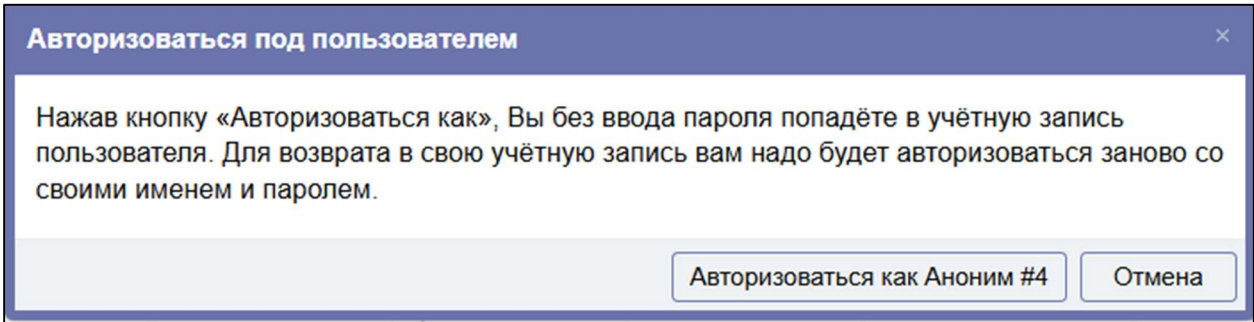 Авторизоваться под пользователем
Нажав кнопку «Авторизоваться как», Вы без ввода пароля попадёте в учётную запись
пользователя. Для возврата в свою учётную запись вам надо будет авторизоваться заново со
своими именем и паролем.
Авторизоваться как Аноним #4
Отмена